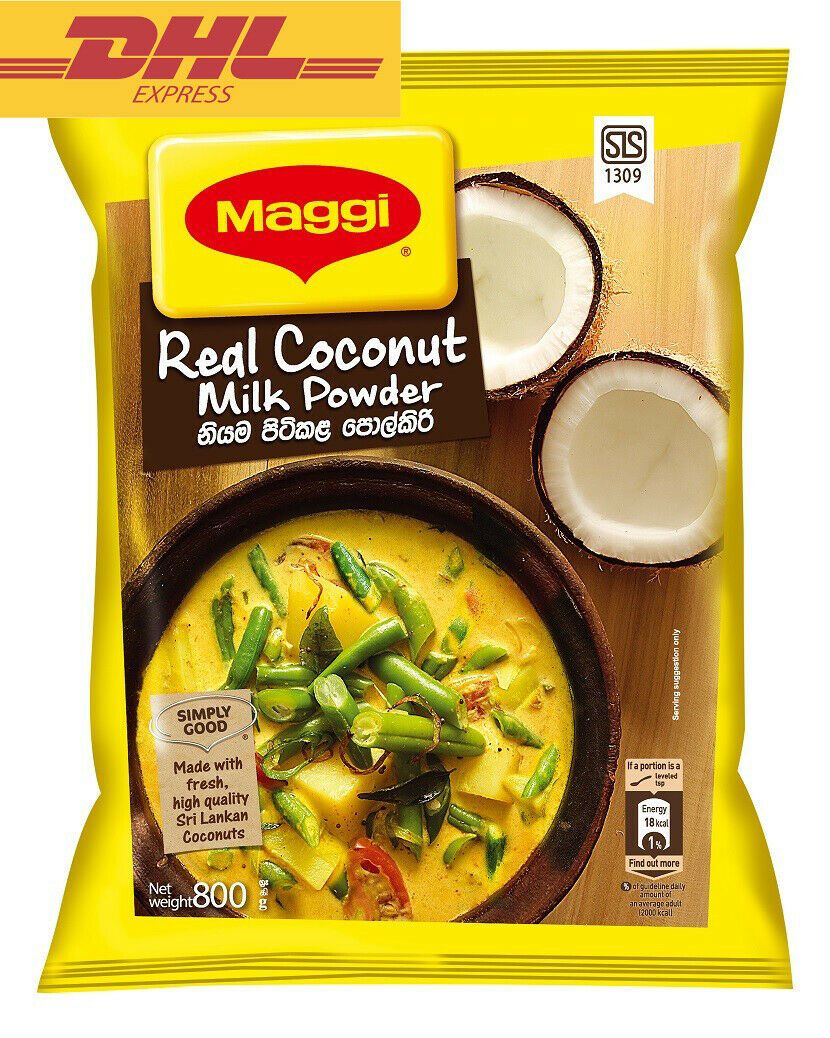 DHL
EXPRESS
SLS
1309
Maggi
®
Real Coconut
Milk Powder
නියම පිටිකළ පොල්කිරි
Serving suggestion only
SIMPLY
GOOD
®
Made with
fresh,
high quality
Sri Lankan
Coconuts
If a portion is a
leveled
tsp
Energy
18 kcal
1%
Find out more
% of guideline daily
amount of
an average adult
(2000 kcal)
Net
weight 800 g